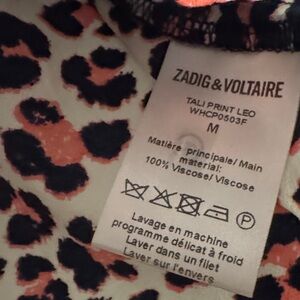 ZADIG & VOLTAIRE
TALI PRINT LEO
WHCP0503F
M
Matière principale/ Main
material:
100% Viscose/ Viscose
P
Lavage en machine
programme délicat à froid
Laver dans un filet
Laver sur l'envers